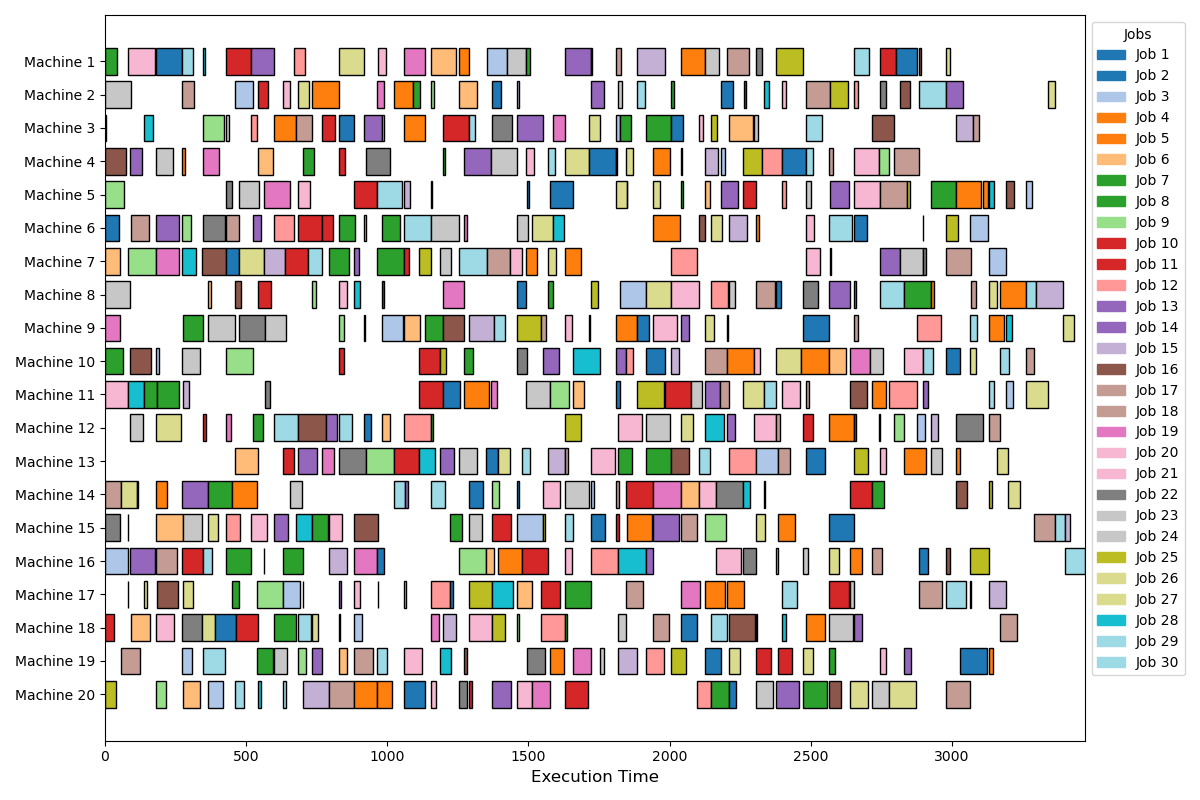 Machine 1
Machine 2
Machine 3
Machine 4
Machine 5
Machine 6
Machine 7
Machine 8
Machine 9
Machine 10
Machine 11
Machine 12
Machine 13
Machine 14
Machine 15
Machine 16
Machine 17
Machine 18
Machine 19
Machine 20
0 500 1000 1500 2000 2500 3000
Execution Time
Jobs
Job 1
Job 2
Job 3
Job 4
Job 5
Job 6
Job 7
Job 8
Job 9
Job 10
Job 11
Job 12
Job 13
Job 14
Job 15
Job 16
Job 17
Job 18
Job 19
Job 20
Job 21
Job 22
Job 23
Job 24
Job 25
Job 26
Job 27
Job 28
Job 29
Job 30